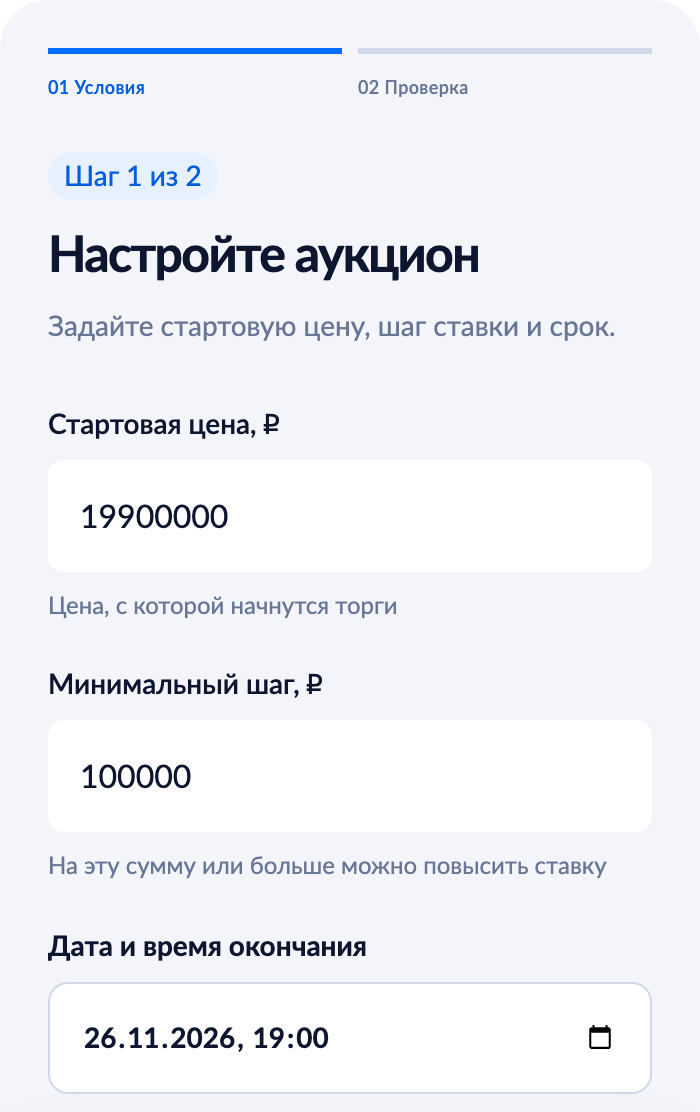 01 Условия
02 Проверка
Шаг 1 из 2
Настройте аукцион
Задайте стартовую цену, шаг ставки и срок.
Стартовая цена, ₽
19900000
Цена, с которой начнутся торги
Минимальный шаг, ₽
100000
На эту сумму или больше можно повысить ставку
Дата и время окончания
26.11.2026, 19:00